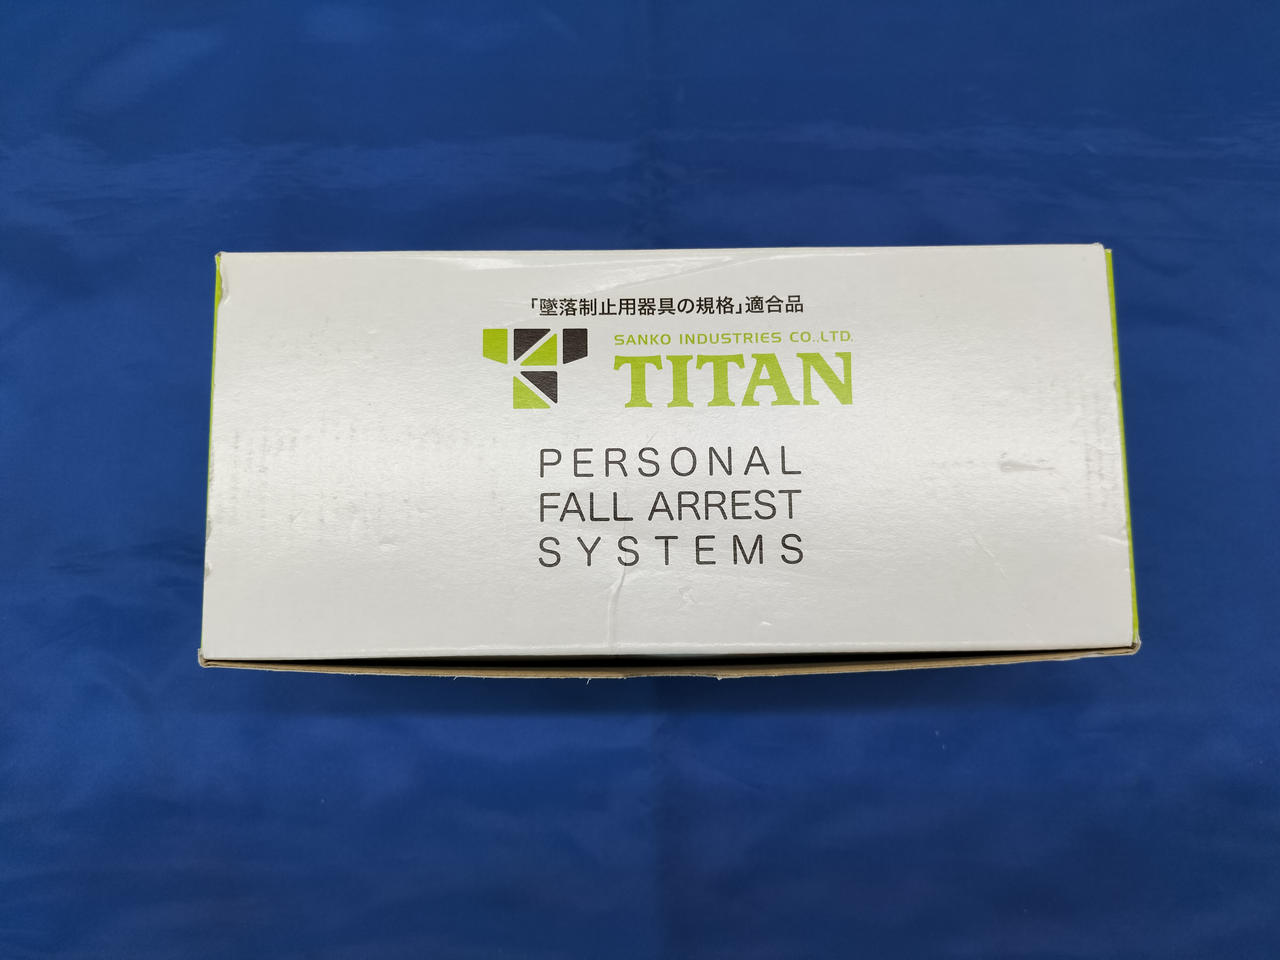 「墜落制止用器具の規格」適合品
SANKO INDUSTRIES CO.,LTD.
TITAN
PERSONAL
FALL ARREST
SYSTEMS